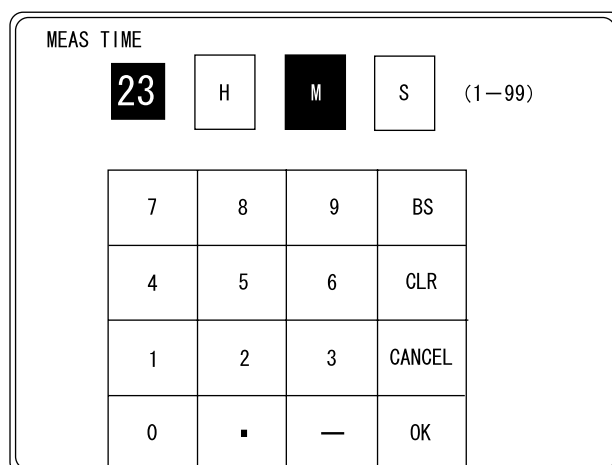 MEAS TIME
23 H M S (1－99)
7 8 9 BS
4 5 6 CLR
1 2 3 CANCEL
0 ▪ — OK